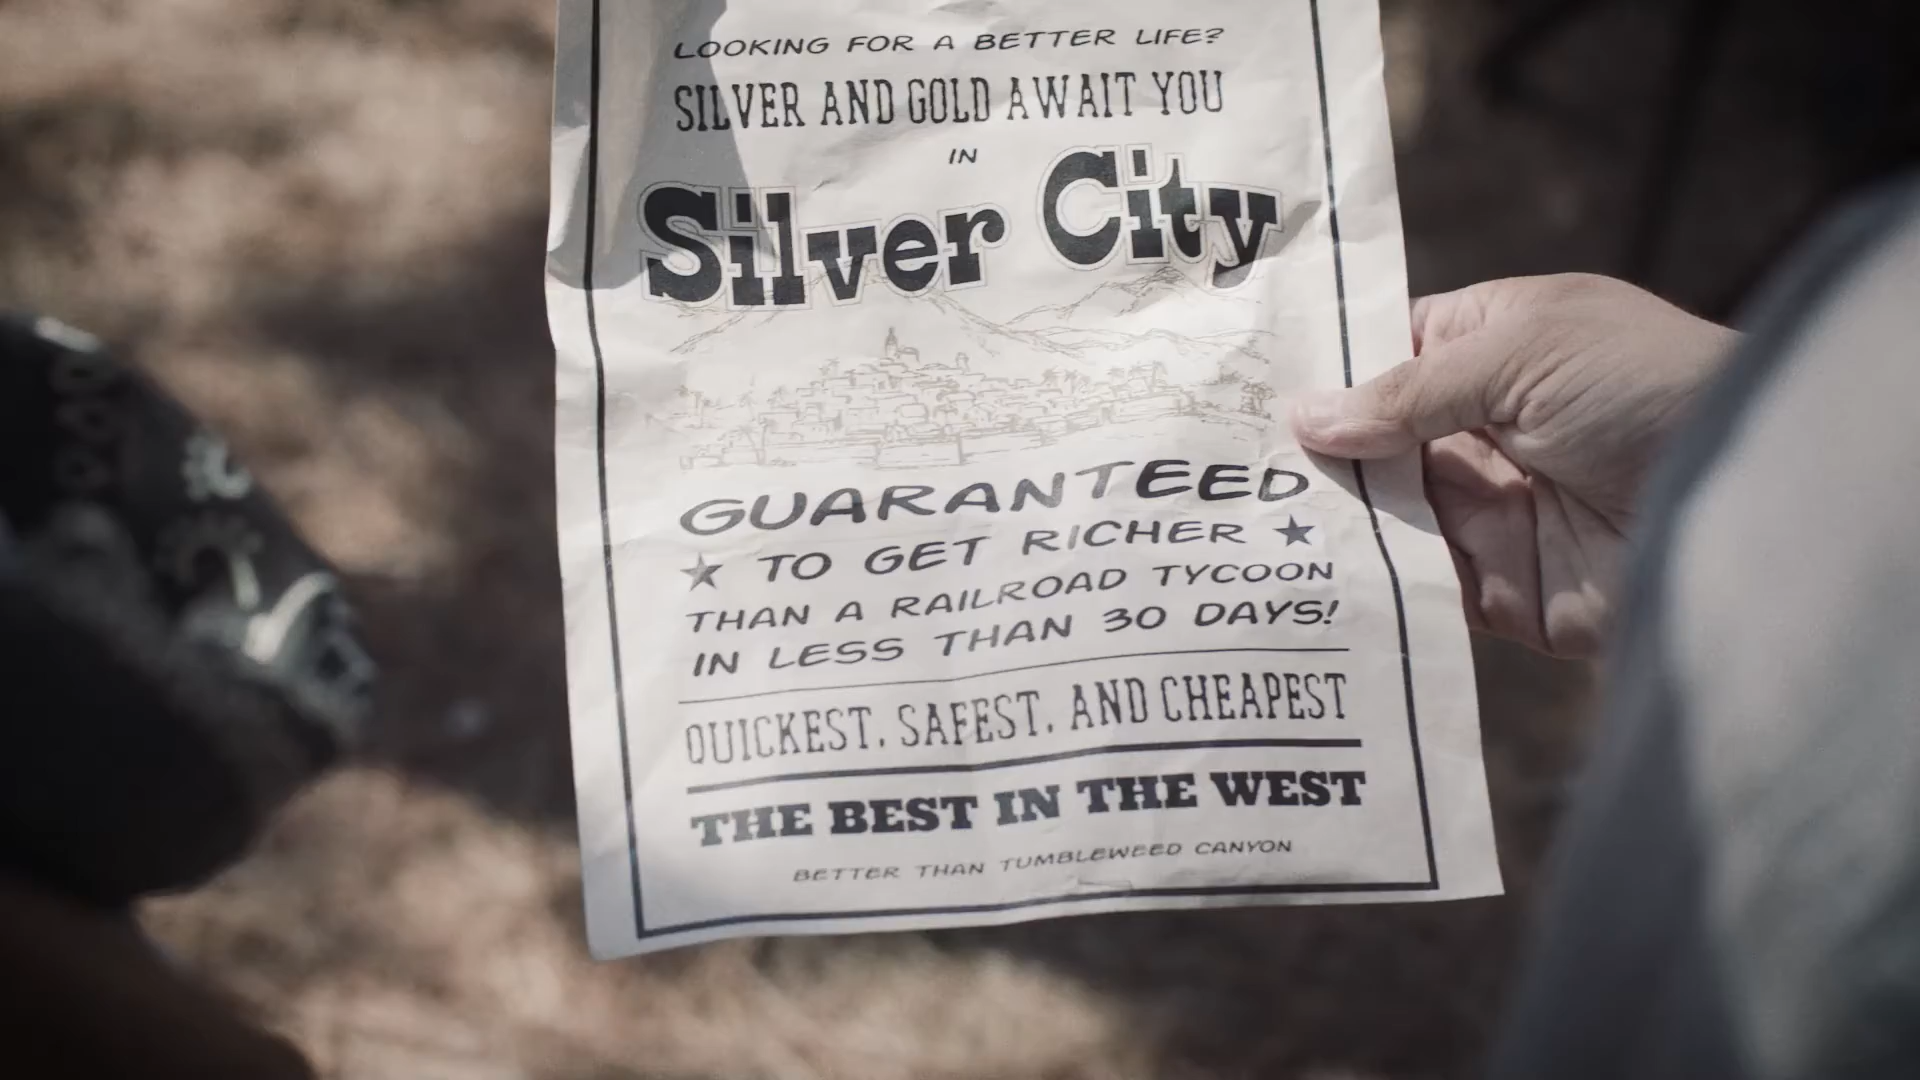 LOOKING FOR A BETTER LIFE?
SILVER AND GOLD AWAIT YOU
IN
Silver City
GUARANTEED
★ TO GET RICHER ★
THAN A RAILROAD TYCOON
IN LESS THAN 30 DAYS!
QUICKEST, SAFEST, AND CHEAPEST
THE BEST IN THE WEST
BETTER THAN TUMBLEWEED CANYON